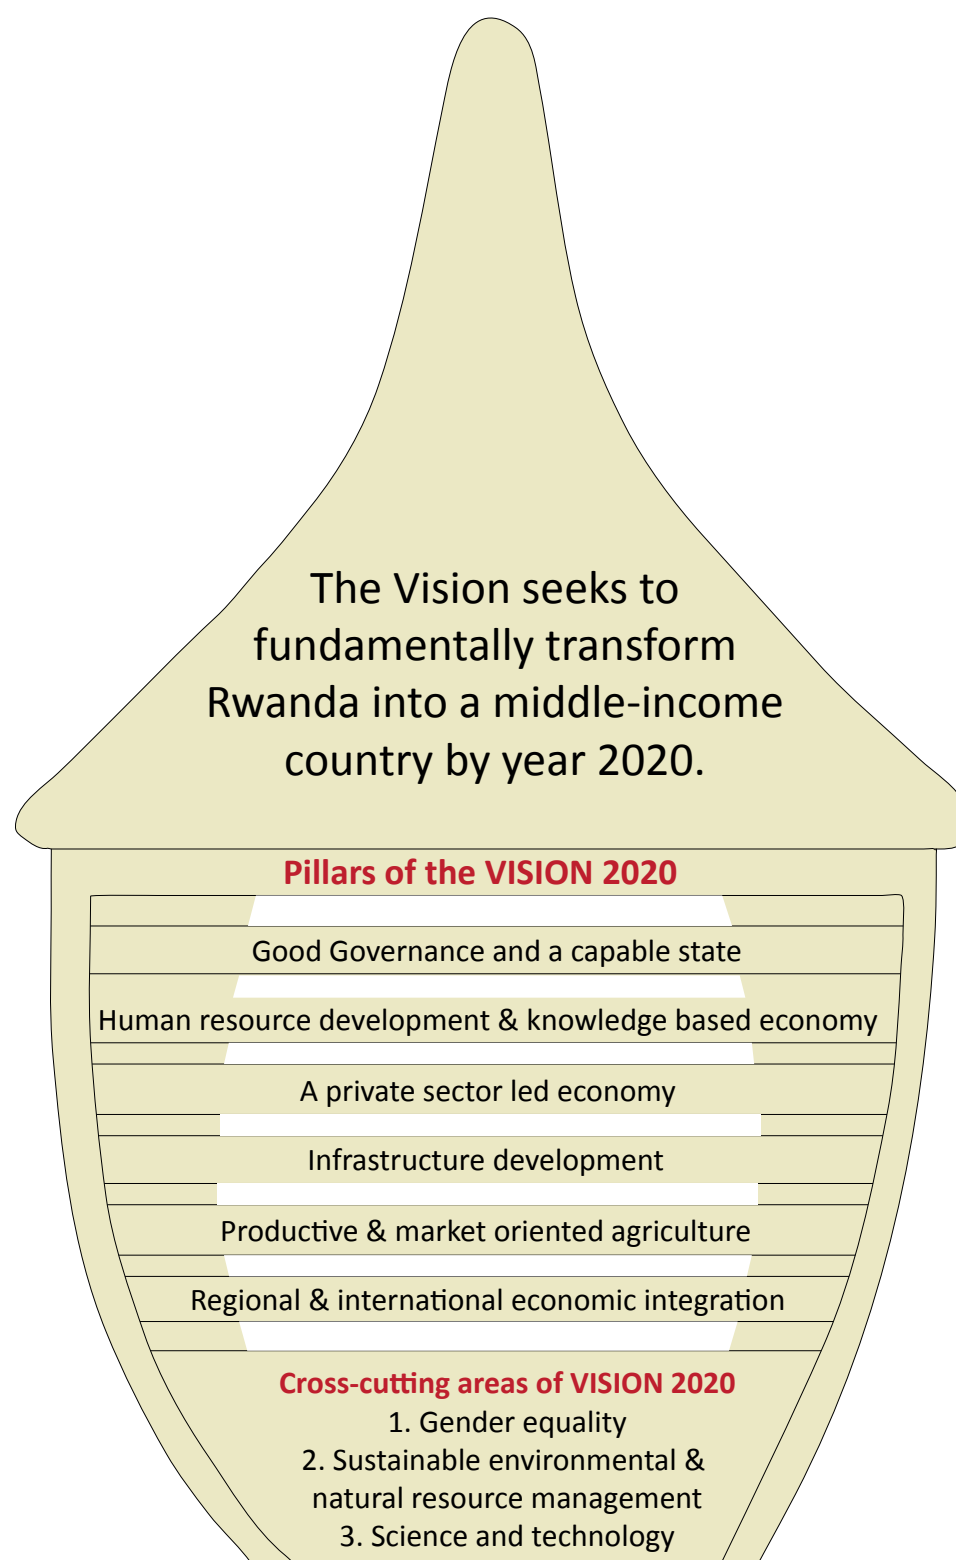 The Vision seeks to
fundamentally transform
Rwanda into a middle-income
country by year 2020.
Pillars of the VISION 2020
Good Governance and a capable state
Human resource development & knowledge based economy
A private sector led economy
Infrastructure development
Productive & market oriented agriculture
Regional & international economic integration
Cross-cutting areas of VISION 2020
1. Gender equality
2. Sustainable environmental &
natural resource management
3. Science and technology